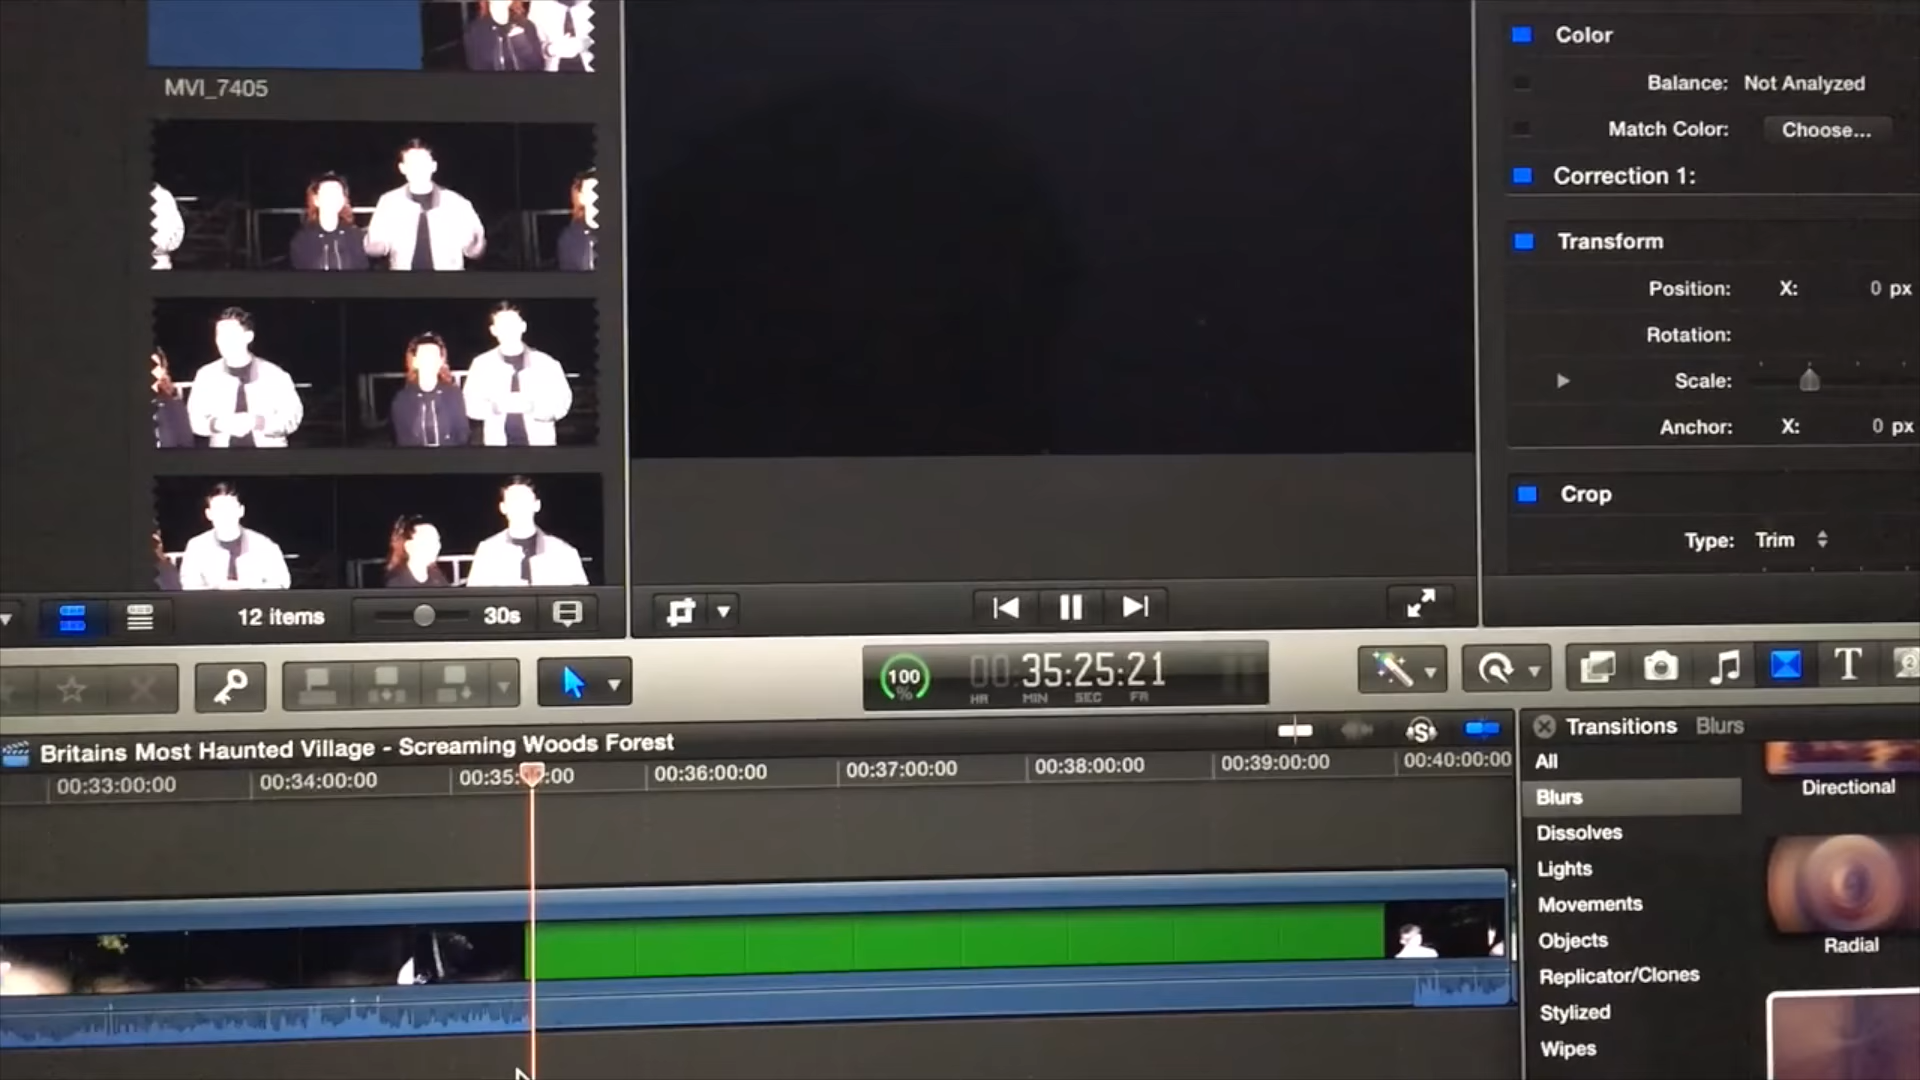 MVI_7405
12 items
30s
Color
Balance: Not Analyzed
Match Color: Choose...
Correction 1:
Transform
Position: X: 0 px
Rotation:
Scale:
Anchor: X: 0 px
Crop
Type: Trim
100 %
00:35:25:21
HR MIN SEC FR
T
Britains Most Haunted Village - Screaming Woods Forest
00:33:00:00
00:34:00:00
00:36:00:00
00:37:00:00
00:38:00:00
00:39:00:00
00:40:00:00
S
Transitions Blurs
All
Blurs
Dissolves
Lights
Movements
Objects
Replicator/Clones
Stylized
Wipes
Directional
Radial